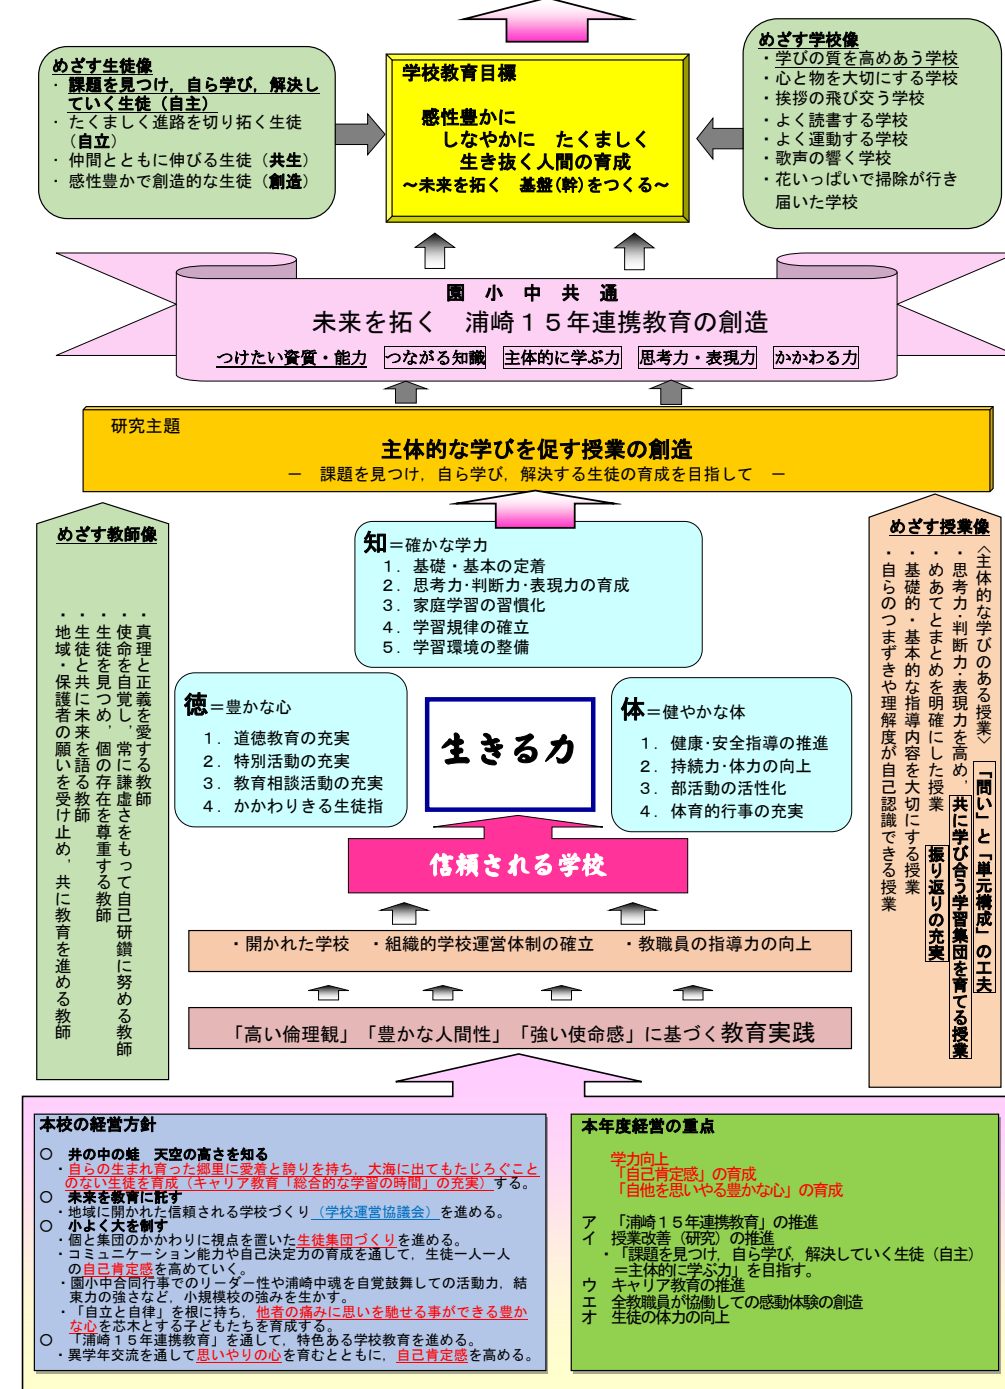 めざす生徒像
・課題を見つけ，自ら学び，解決し
ていく生徒（自主）
・たくましく進路を切り拓く生徒
（自立）
・仲間とともに伸びる生徒（共生）
・感性豊かで創造的な生徒（創造）
学校教育目標
感性豊かに
しなやかに　たくましく
生き抜く人間の育成
～未来を拓く　基盤(幹)をつくる～
めざす学校像
・学びの質を高めあう学校
・心と物を大切にする学校
・挨拶の飛び交う学校
・よく読書する学校
・よく運動する学校
・歌声の響く学校
・花いっぱいで掃除が行き
届いた学校
園　小　中　共　通
未来を拓く　浦崎１５年連携教育の創造
つけたい資質・能力　つながる知識　主体的に学ぶ力　思考力・表現力　かかわる力
研究主題
主体的な学びを促す授業の創造
－　課題を見つけ，自ら学び，解決する生徒の育成を目指して　－
めざす教師像
・真理と正義を愛する教師
・使命を自覚し，常に謙虚さをもって自己研鑽に努める教師
・生徒を見つめ，個の存在を尊重する教師
・生徒と共に未来を語る教師
・地域・保護者の願いを受け止め，共に教育を進める教師
知＝確かな学力
１．基礎・基本の定着
２．思考力･判断力･表現力の育成
３．家庭学習の習慣化
４．学習規律の確立
５．学習環境の整備
徳＝豊かな心
１．道徳教育の充実
２．特別活動の充実
３．教育相談活動の充実
４．かかわりきる生徒指
生きる力
体＝健やかな体
１．健康･安全指導の推進
２．持続力･体力の向上
３．部活動の活性化
４．体育的行事の充実
めざす授業像
〈主体的な学びのある授業〉　「問い」と「単元構成」の工夫
・思考力･判断力･表現力を高め，共に学び合う学習集団を育てる授業
・めあてとまとめを明確にした授業　振り返りの充実
・基礎的・基本的な指導内容を大切にする授業
・自らのつまずきや理解度が自己認識できる授業
信頼される学校
・開かれた学校　・組織的学校運営体制の確立　・教職員の指導力の向上
「高い倫理観」「豊かな人間性」「強い使命感」に基づく教育実践
本校の経営方針
○　井の中の蛙　天空の高さを知る
・自らの生まれ育った郷里に愛着と誇りを持ち，大海に出てもたじろぐこと
のない生徒を育成（キャリア教育「総合的な学習の時間」の充実）する。
○　未来を教育に託す
・地域に開かれた信頼される学校づくり（学校運営協議会）を進める。
○　小よく大を制す
・個と集団のかかわりに視点を置いた生徒集団づくりを進める。
・コミュニケーション能力や自己決定力の育成を通して，生徒一人一人
の自己肯定感を高めていく。
・園小中合同行事でのリーダー性や浦崎中魂を自覚鼓舞しての活動力，結
束力の強さなど，小規模校の強みを生かす。
・「自立と自律」を根に持ち，他者の痛みに思いを馳せる事ができる豊か
な心を芯木とする子どもたちを育成する。
○　「浦崎１５年連携教育」を通して，特色ある学校教育を進める。
・異学年交流を通して思いやりの心を育むとともに，自己肯定感を高める。
本年度経営の重点
学力向上
「自己肯定感」の育成
「自他を思いやる豊かな心」の育成
ア　「浦崎１５年連携教育」の推進
イ　授業改善（研究）の推進
・「課題を見つけ，自ら学び，解決していく生徒（自主）
＝主体的に学ぶ力」を目指す。
ウ　キャリア教育の推進
エ　全教職員が協働しての感動体験の創造
オ　生徒の体力の向上